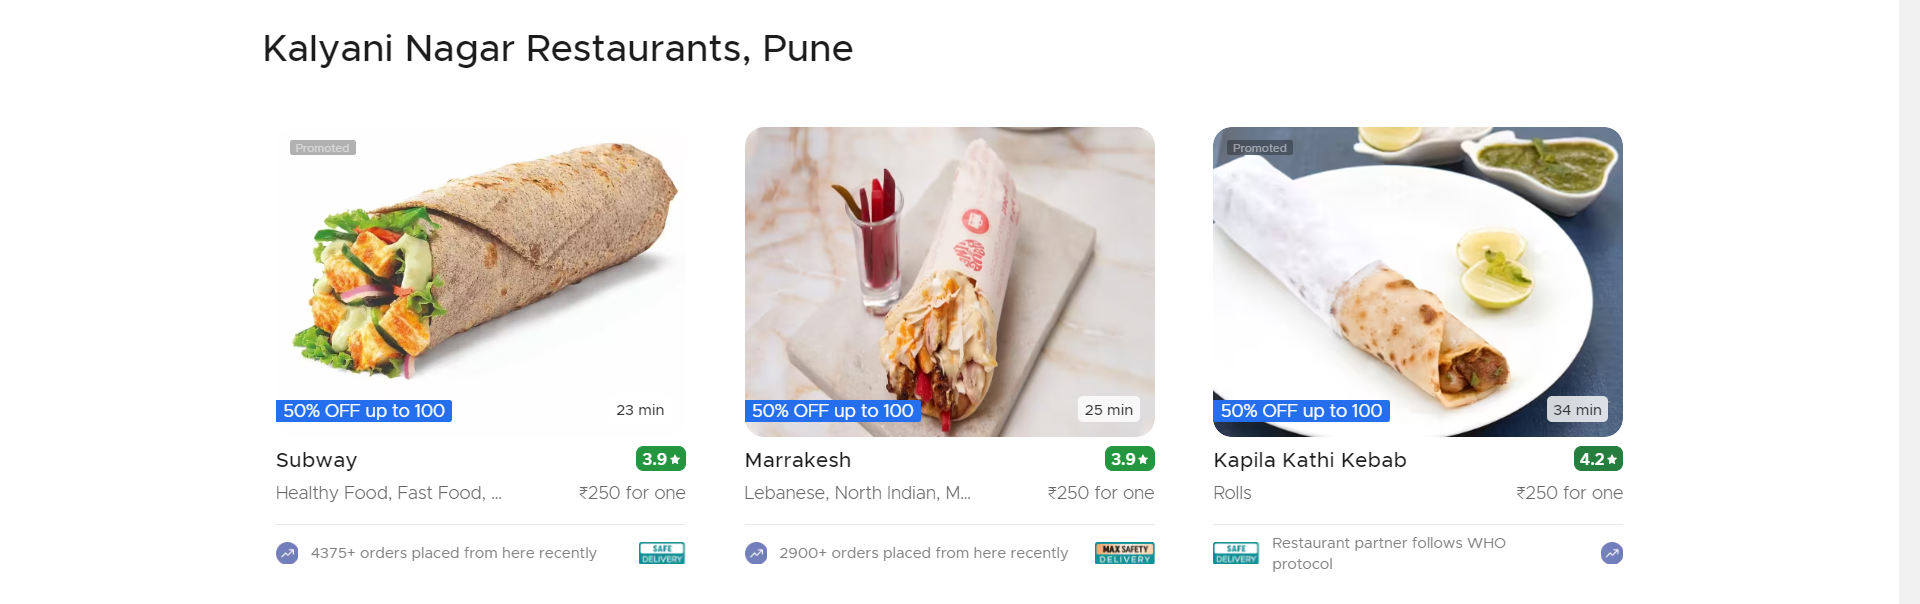 Kalyani Nagar Restaurants, Pune
Promoted
50% OFF up to 100
23 min
Subway
3.9★
Healthy Food, Fast Food, ...
₹250 for one
4375+ orders placed from here recently
SAFE
DELIVERY
50% OFF up to 100
25 min
Marrakesh
3.9★
Lebanese, North Indian, M...
₹250 for one
2900+ orders placed from here recently
MAX SAFETY
DELIVERY
Promoted
50% OFF up to 100
34 min
Kapila Kathi Kebab
4.2★
Rolls
₹250 for one
SAFE
DELIVERY
Restaurant partner follows WHO
protocol